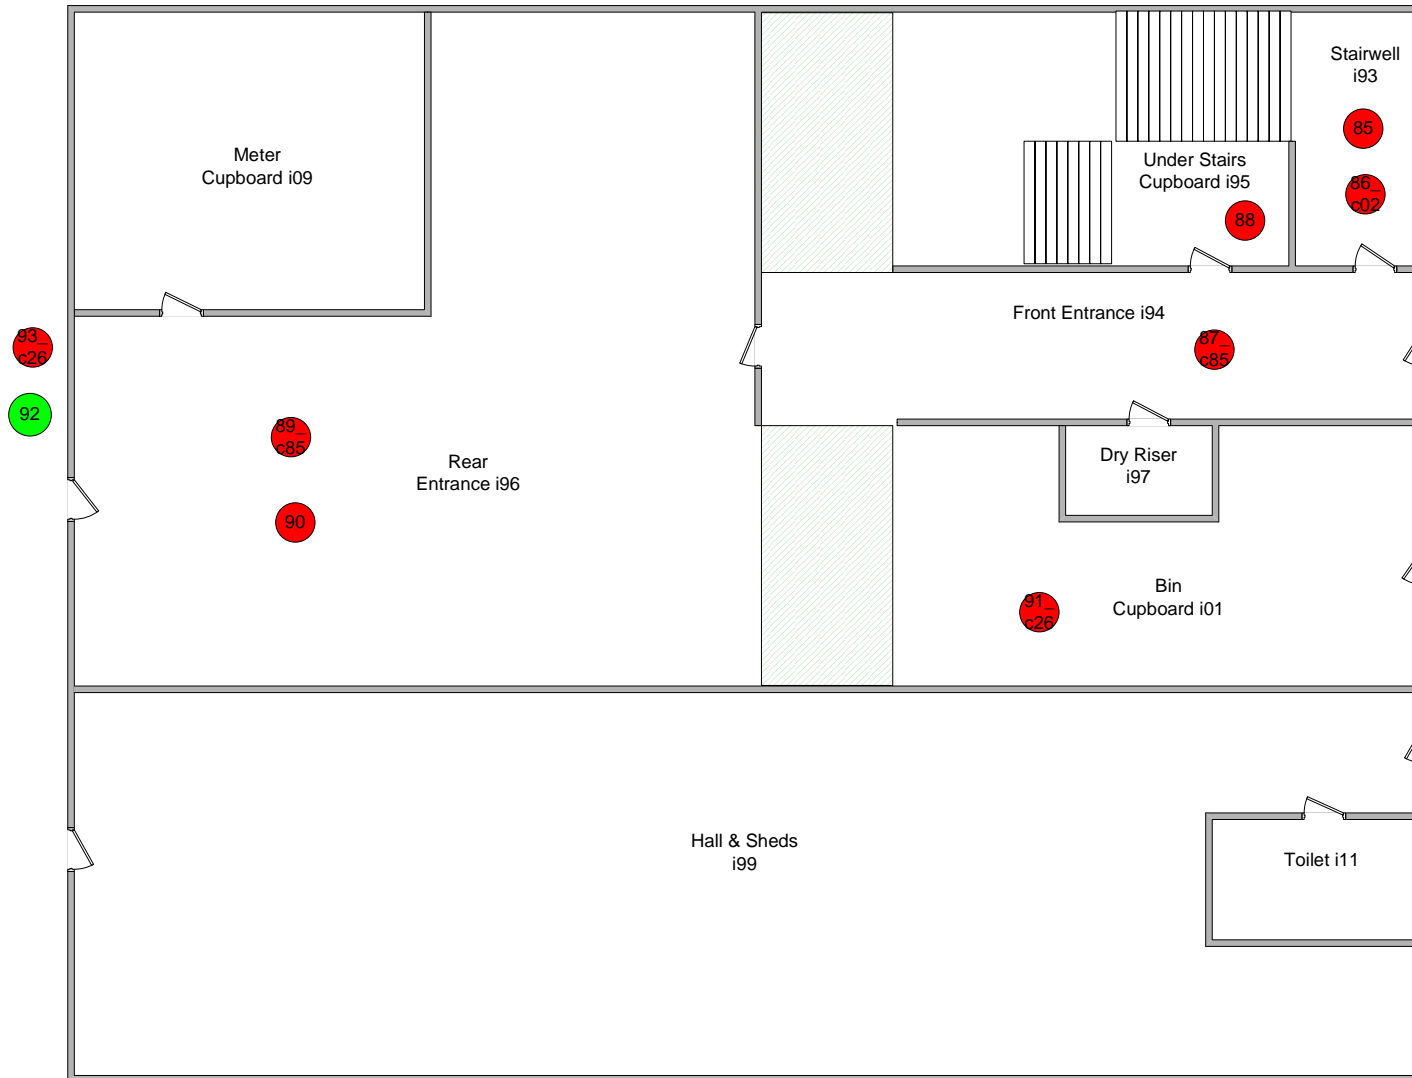 Stairwell
i93
85
86_
c02
Meter
Cupboard i09
Under Stairs
Cupboard i95
88
Front Entrance i94
87_
c85
93_
c26
92
89_
c85
90
Rear
Entrance i96
Dry Riser
i97
Bin
Cupboard i01
91_
c26
Hall & Sheds
i99
Toilet i11